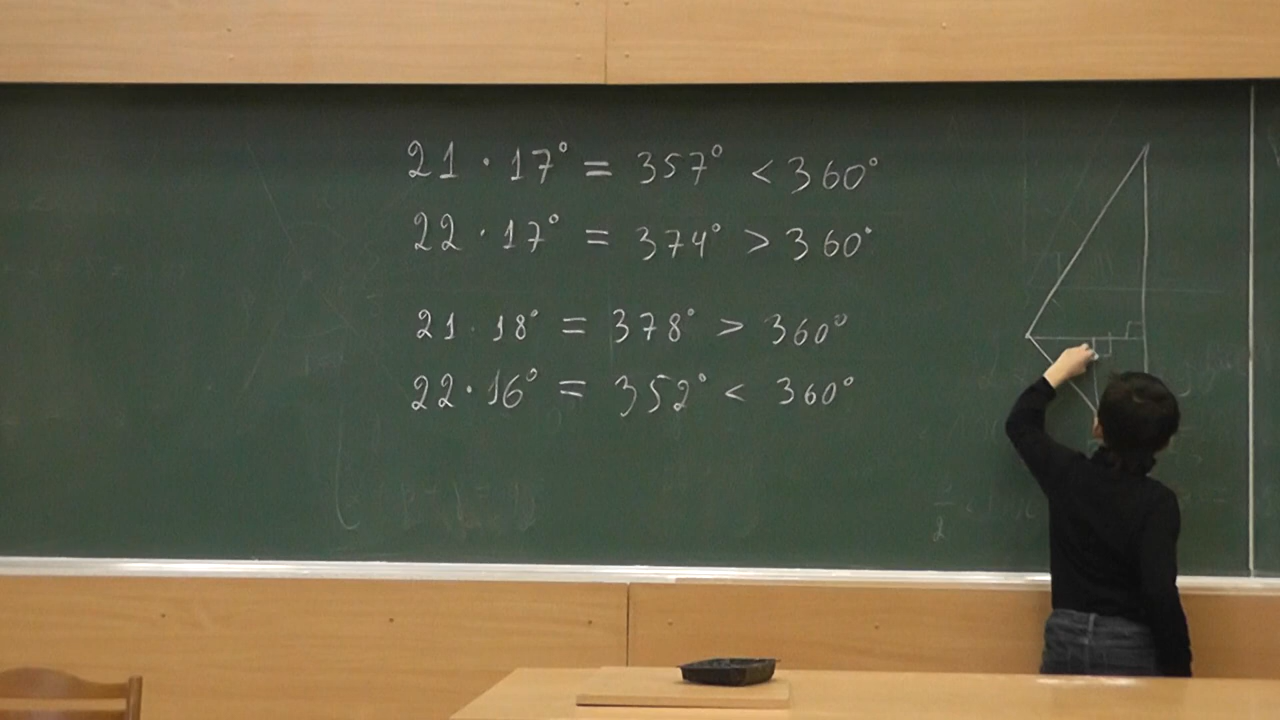 21 · 17° = 357° < 360°
22 · 17° = 374° > 360°
21 · 18° = 378° > 360°
22 · 16° = 352° < 360°